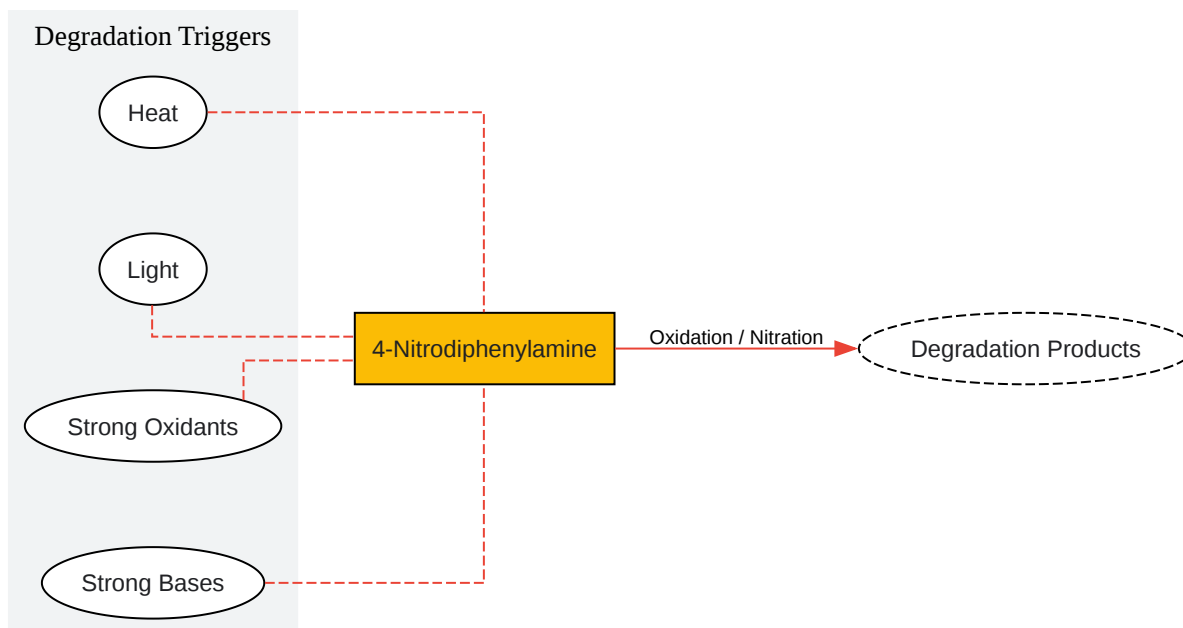 Degradation Triggers
Heat
Light
4-Nitrodiphenylamine
Oxidation / Nitration
Degradation Products
Strong Oxidants
Strong Bases